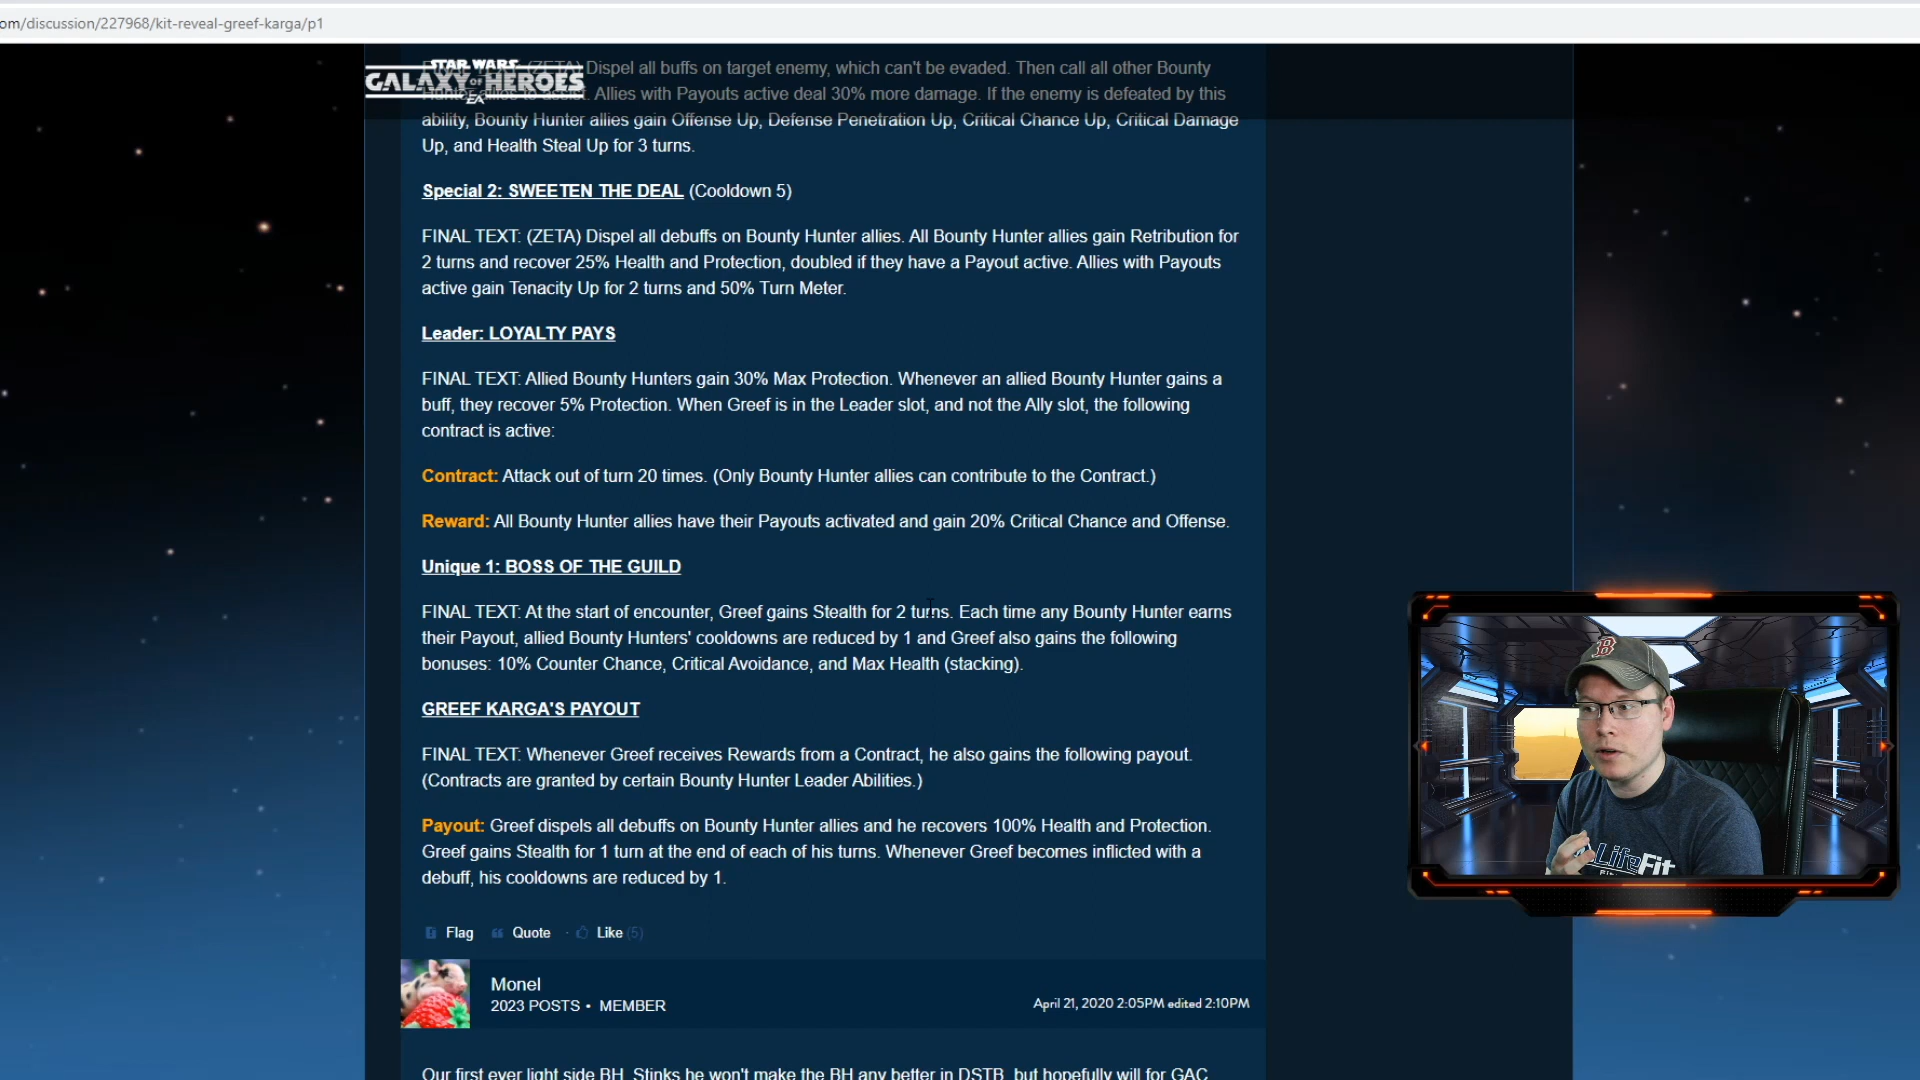 om/discussion/227968/kit-reveal-greef-karga/p1
STAR WARS
GALAXY OF HEROES
EA
FINAL TEXT: (ZETA) Dispel all buffs on target enemy, which can't be evaded. Then call all other Bounty
Hunter allies to assist. Allies with Payouts active deal 30% more damage. If the enemy is defeated by this
ability, Bounty Hunter allies gain Offense Up, Defense Penetration Up, Critical Chance Up, Critical Damage
Up, and Health Steal Up for 3 turns.
Special 2: SWEETEN THE DEAL (Cooldown 5)
FINAL TEXT: (ZETA) Dispel all debuffs on Bounty Hunter allies. All Bounty Hunter allies gain Retribution for
2 turns and recover 25% Health and Protection, doubled if they have a Payout active. Allies with Payouts
active gain Tenacity Up for 2 turns and 50% Turn Meter.
Leader: LOYALTY PAYS
FINAL TEXT: Allied Bounty Hunters gain 30% Max Protection. Whenever an allied Bounty Hunter gains a
buff, they recover 5% Protection. When Greef is in the Leader slot, and not the Ally slot, the following
contract is active:
Contract: Attack out of turn 20 times. (Only Bounty Hunter allies can contribute to the Contract.)
Reward: All Bounty Hunter allies have their Payouts activated and gain 20% Critical Chance and Offense.
Unique 1: BOSS OF THE GUILD
FINAL TEXT: At the start of encounter, Greef gains Stealth for 2 turns. Each time any Bounty Hunter earns
their Payout, allied Bounty Hunters' cooldowns are reduced by 1 and Greef also gains the following
bonuses: 10% Counter Chance, Critical Avoidance, and Max Health (stacking).
GREEF KARGA'S PAYOUT
FINAL TEXT: Whenever Greef receives Rewards from a Contract, he also gains the following payout.
(Contracts are granted by certain Bounty Hunter Leader Abilities.)
Payout: Greef dispels all debuffs on Bounty Hunter allies and he recovers 100% Health and Protection.
Greef gains Stealth for 1 turn at the end of each of his turns. Whenever Greef becomes inflicted with a
debuff, his cooldowns are reduced by 1.
Flag Quote · Like (5)
Monel
2023 POSTS • MEMBER
April 21, 2020 2:05PM edited 2:10PM
Our first ever light side BH. Stinks he won't make the BH any better in DSTB, but hopefully will for GAC
B
LifeFit